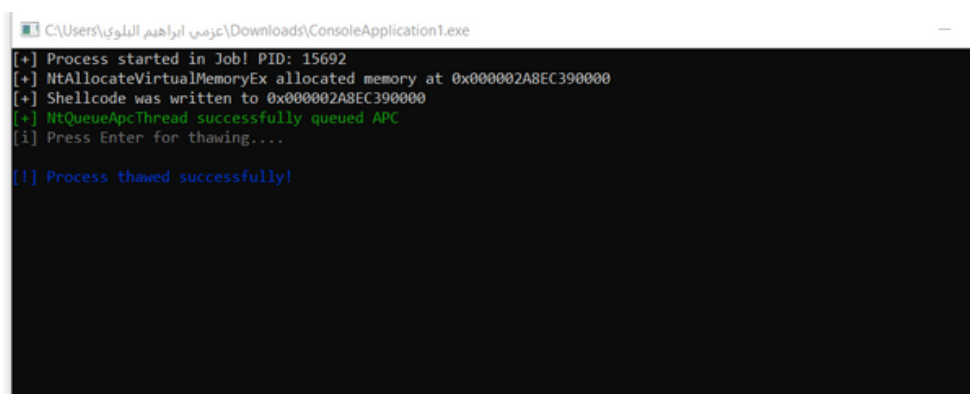 C:\Users\عزمي ابراهيم البلوي\Downloads\ConsoleApplication1.exe
[+] Process started in Job! PID: 15692
[+] NtAllocateVirtualMemoryEx allocated memory at 0x000002A8EC390000
[+] Shellcode was written to 0x000002A8EC390000
[+] NtQueueApcThread successfully queued APC
[i] Press Enter for thawing....
[!] Process thawed successfully!